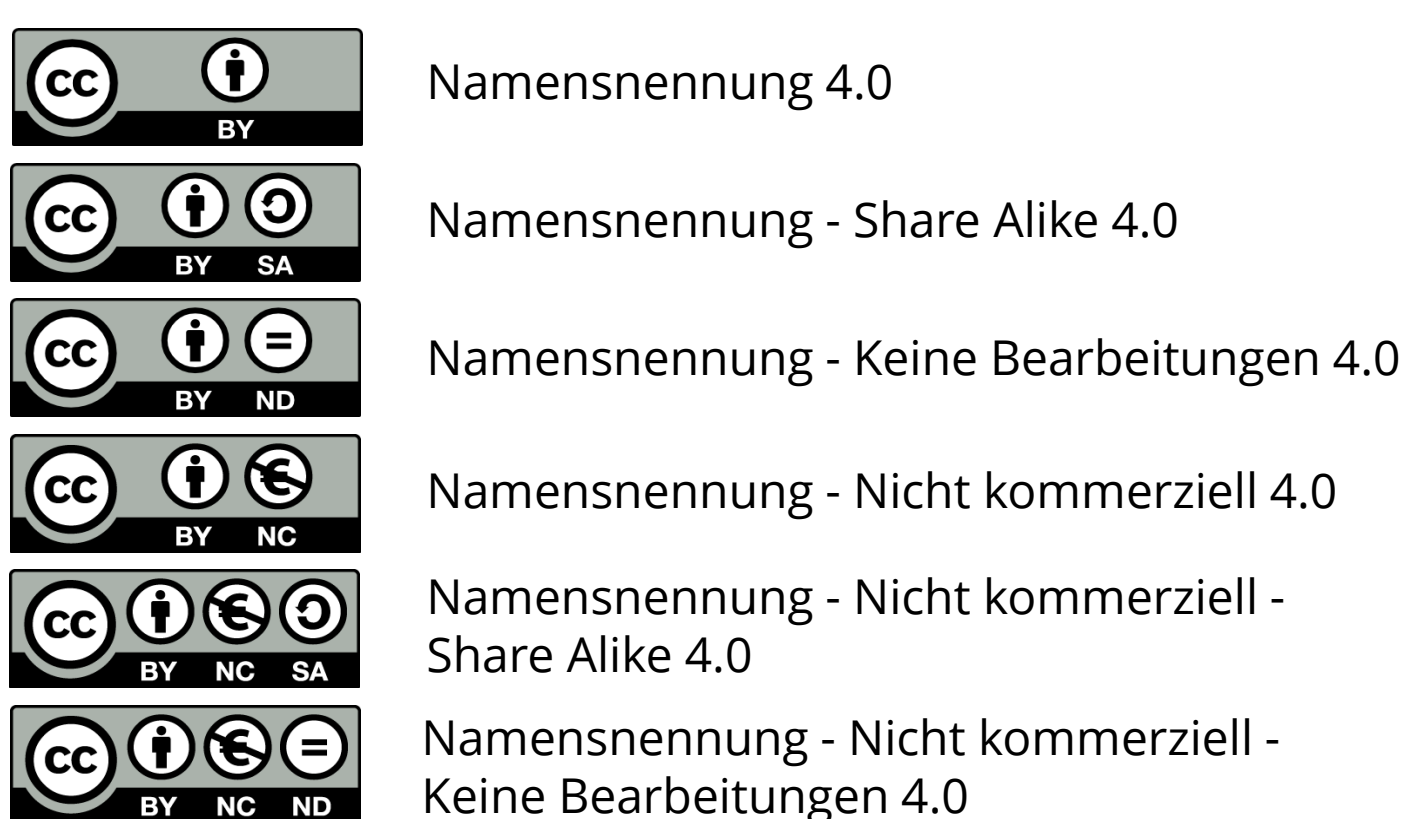 cc BY
Namensnennung 4.0
cc BY SA
Namensnennung - Share Alike 4.0
cc BY ND
Namensnennung - Keine Bearbeitungen 4.0
cc BY NC
Namensnennung - Nicht kommerziell 4.0
cc BY NC SA
Namensnennung - Nicht kommerziell -
Share Alike 4.0
cc BY NC ND
Namensnennung - Nicht kommerziell -
Keine Bearbeitungen 4.0